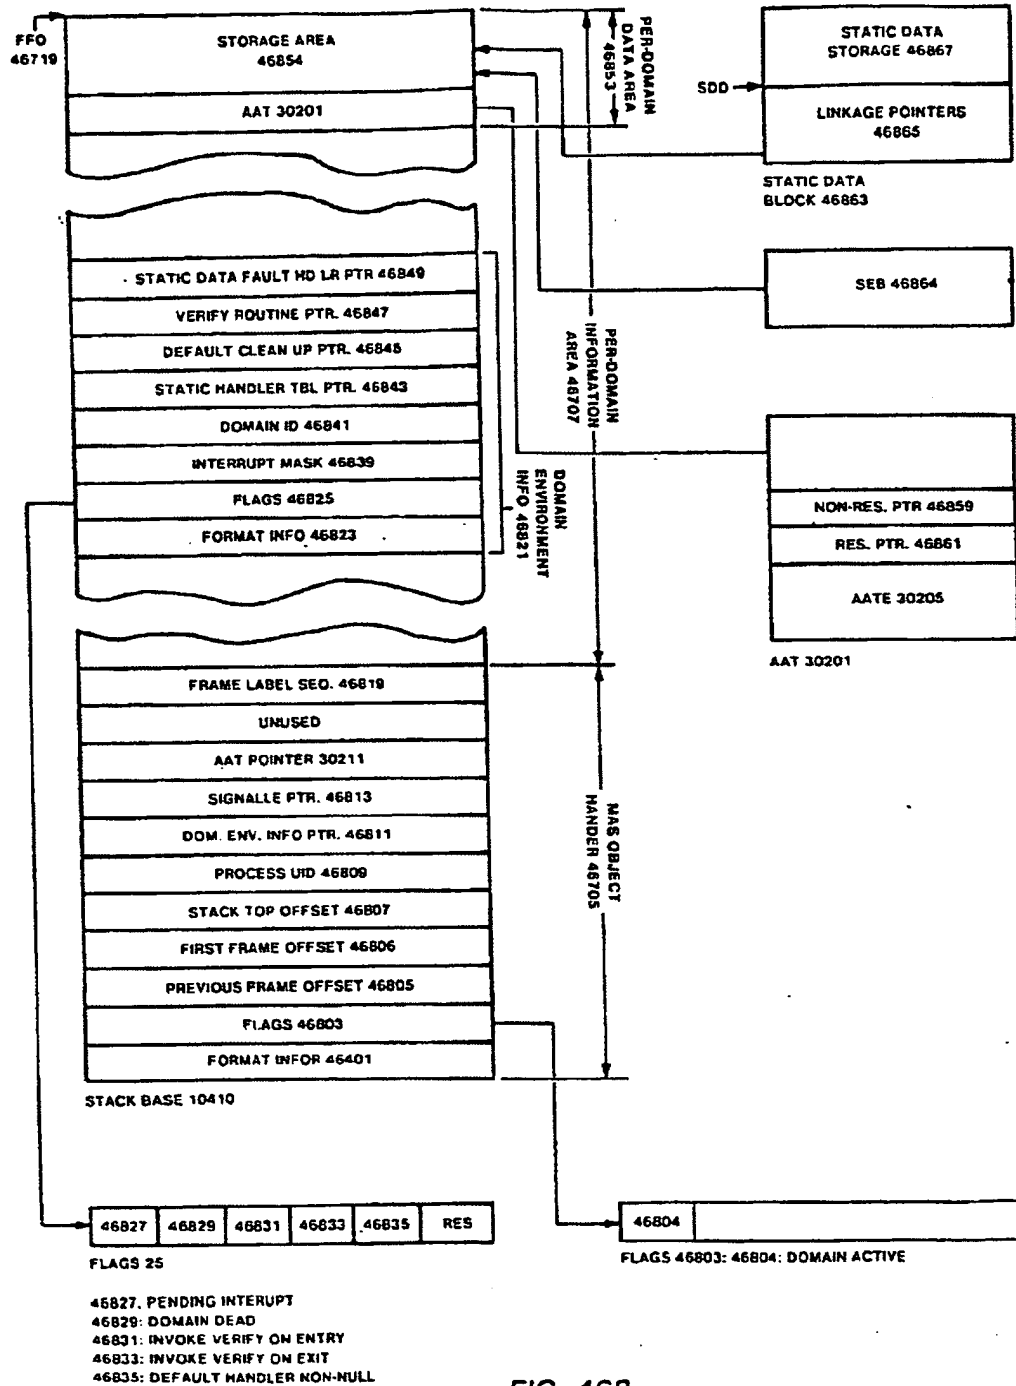 FFO
46719
STORAGE AREA
46854
AAT 30201
PER-DOMAIN
DATA AREA
46853
STATIC DATA
STORAGE 46867
SDD
LINKAGE POINTERS
46865
STATIC DATA
BLOCK 46863
STATIC DATA FAULT HD LR PTR 46849
VERIFY ROUTINE PTR. 46847
DEFAULT CLEAN UP PTR. 46845
STATIC HANDLER TBL PTR. 46843
DOMAIN ID 46841
INTERRUPT MASK 46839
FLAGS 46825
FORMAT INFO 46823
DOMAIN
ENVIRONMENT
INFO 46821
PER-DOMAIN
INFORMATION
AREA 46707
SEB 46864
NON-RES. PTR 46859
RES. PTR. 46861
AATE 30205
AAT 30201
FRAME LABEL SEQ. 46819
UNUSED
AAT POINTER 30211
SIGNALLE PTR. 46813
DOM. ENV. INFO PTR. 46811
PROCESS UID 46809
STACK TOP OFFSET 46807
FIRST FRAME OFFSET 46806
PREVIOUS FRAME OFFSET 46805
FLAGS 46803
FORMAT INFOR 46401
MAS OBJECT
HANDER 46705
STACK BASE 10410
46827 46829 46831 46833 46835 RES
FLAGS 25
46804
FLAGS 46803: 46804: DOMAIN ACTIVE
46827. PENDING INTERUPT
46829: DOMAIN DEAD
46831: INVOKE VERIFY ON ENTRY
46833: INVOKE VERIFY ON EXIT
46835: DEFAULT HANDLER NON-NULL